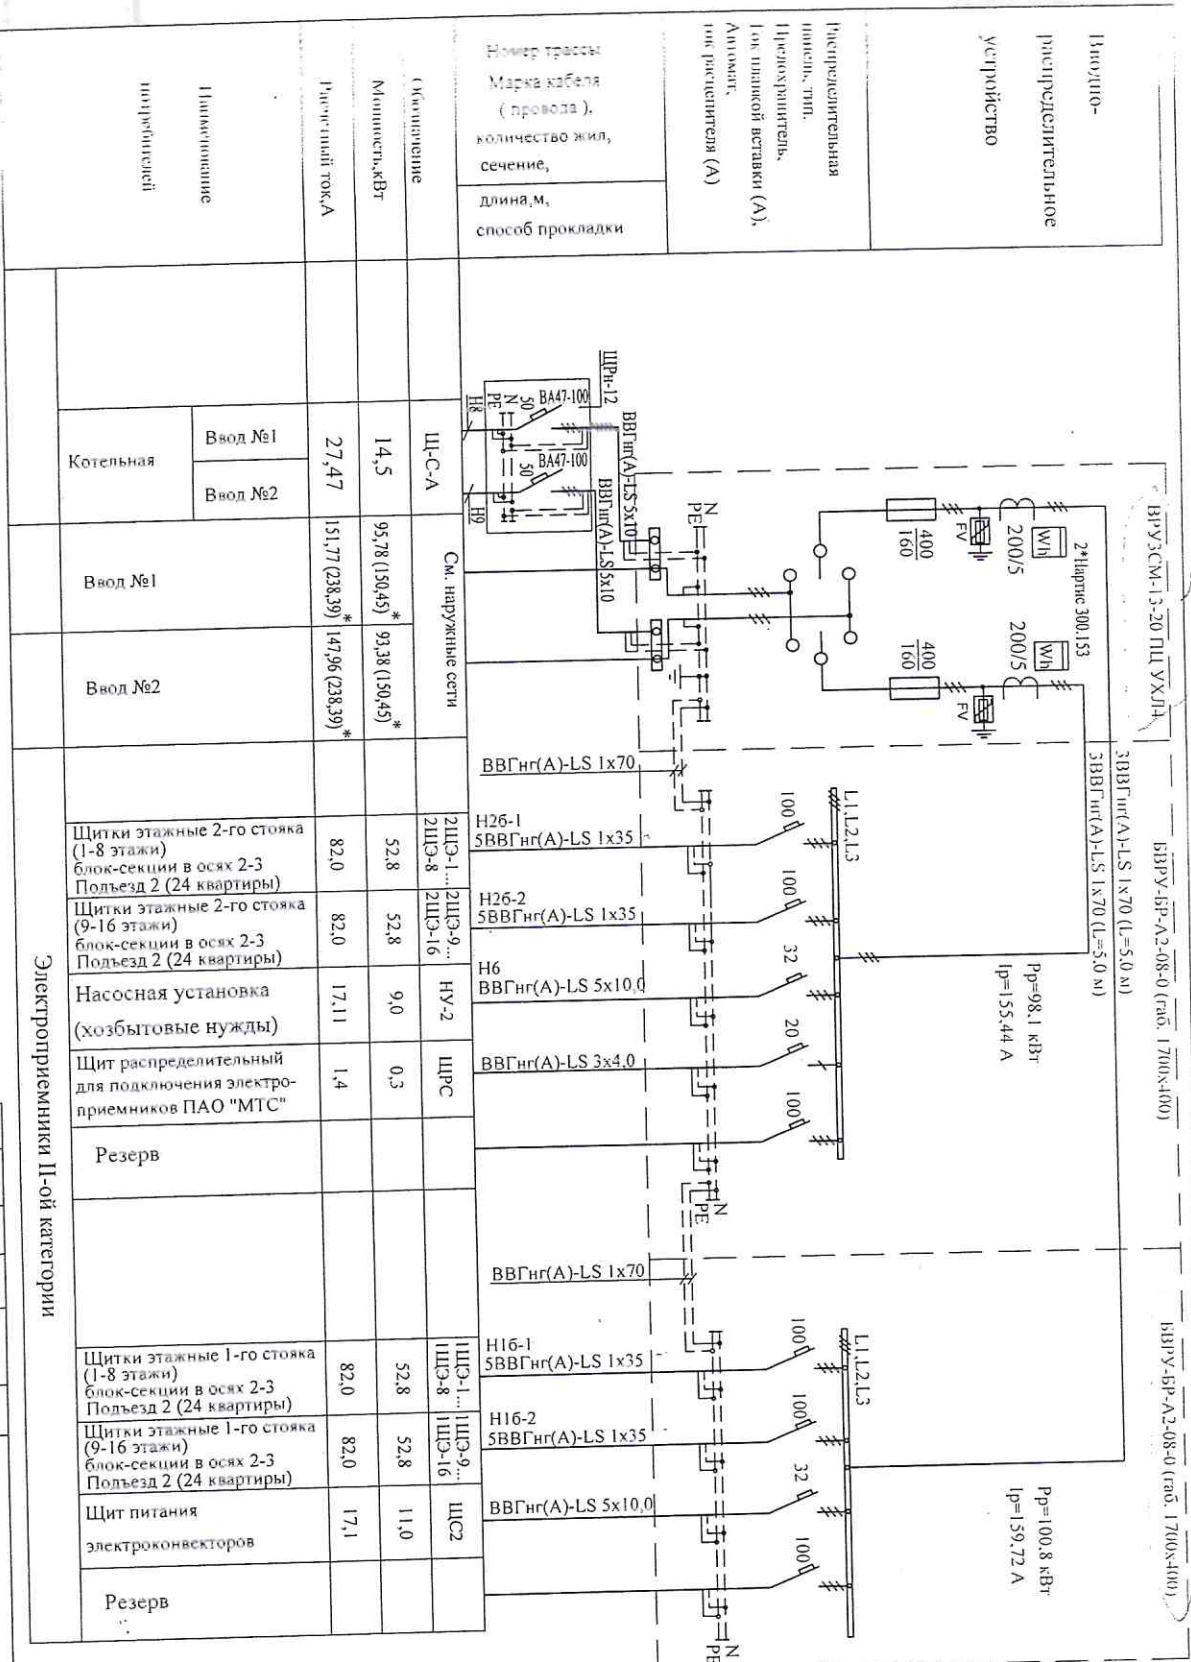 Вводно-
распределительное
устройство
Распределительная
панель, тип.
Предохранитель,
Ток плавкой вставки (А),
Автомат,
ток расцепителя (А)
Номер трассы
Марка кабеля
( провода ),
количество жил,
сечение,
длина,м,
способ прокладки
Обозначение
Мощность,кВт
Расчетный ток,А
Наименование
потребителей
ВРУ3СМ-13-20 ПЦ УХЛ4
2*Нартис 300.153
Wh
200/5
FV
400
160
Wh
200/5
FV
400
160
N
PE
ЩРн-12
ВВГнг(А)-LS 5х10
ВВГнг(А)-LS 5х10
ВА47-100
50
ВА47-100
50
N
PE
Н8
Н9
3ВВГнг(А)-LS 1х70 (L=5.0 м)
3ВВГнг(А)-LS 1х70 (L=5.0 м)
БВРУ-БР-А2-08-0 (габ. 1700х400)
Рр=98.1 кВт
Iр=155.44 А
L1,L2,L3
100
100
32
20
100
N
PE
БВРУ-БР-А2-08-0 (габ. 1700х400)
Рр=100.8 кВт
Iр=159,72 А
L1,L2,L3
100
100
32
100
N
PE
ВВГнг(А)-LS 1х70
Н2б-1
5ВВГнг(А)-LS 1х35
Н2б-2
5ВВГнг(А)-LS 1х35
Н6
ВВГнг(А)-LS 5х10,0
ВВГнг(А)-LS 3х4,0
ВВГнг(А)-LS 1х70
Н1б-1
5ВВГнг(А)-LS 1х35
Н1б-2
5ВВГнг(А)-LS 1х35
ВВГнг(А)-LS 5х10,0
Щ-С-А
См. наружные сети
2ЩЭ-1...
2ЩЭ-8
2ЩЭ-9...
2ЩЭ-16
НУ-2
ЩРС
1ЩЭ-1...
1ЩЭ-8
1ЩЭ-9...
1ЩЭ-16
ЩС2
14,5
95,78 (150,45)*
93,38 (150,45)*
52,8
52,8
9,0
0,3
52,8
52,8
11,0
27,47
151,77 (238,39)*
147,96 (238,39)*
82,0
82,0
17,11
1,4
82,0
82,0
17,1
Котельная
Ввод №1
Ввод №2
Ввод №1
Ввод №2
Щитки этажные 2-го стояка
(1-8 этажи)
блок-секции в осях 2-3
Подъезд 2 (24 квартиры)
Щитки этажные 2-го стояка
(9-16 этажи)
блок-секции в осях 2-3
Подъезд 2 (24 квартиры)
Насосная установка
(хозбытовые нужды)
Щит распределительный
для подключения электро-
приемников ПАО "МТС"
Резерв
Щитки этажные 1-го стояка
(1-8 этажи)
блок-секции в осях 2-3
Подъезд 2 (24 квартиры)
Щитки этажные 1-го стояка
(9-16 этажи)
блок-секции в осях 2-3
Подъезд 2 (24 квартиры)
Щит питания
электроконвекторов
Резерв
Электроприемники II-ой категории